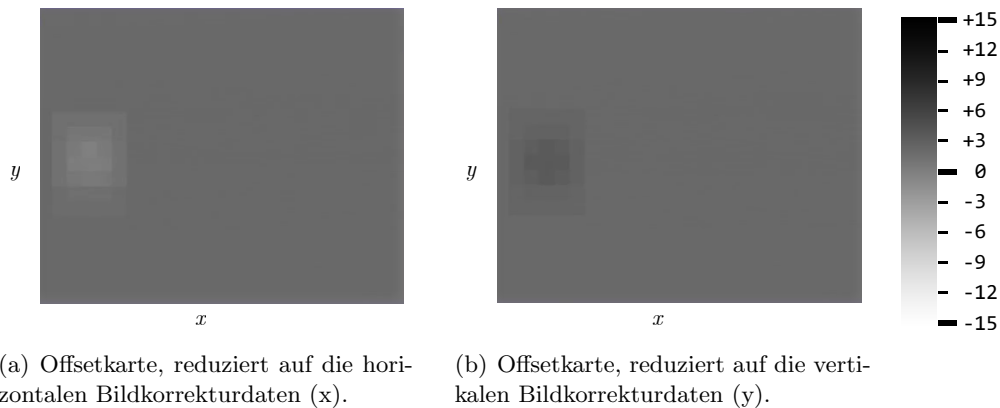 y
x
y
x
+15
+12
+9
+6
+3
0
-3
-6
-9
-12
-15
(a) Offsetkarte, reduziert auf die hori-
zontalen Bildkorrekturdaten (x).
(b) Offsetkarte, reduziert auf die verti-
kalen Bildkorrekturdaten (y).